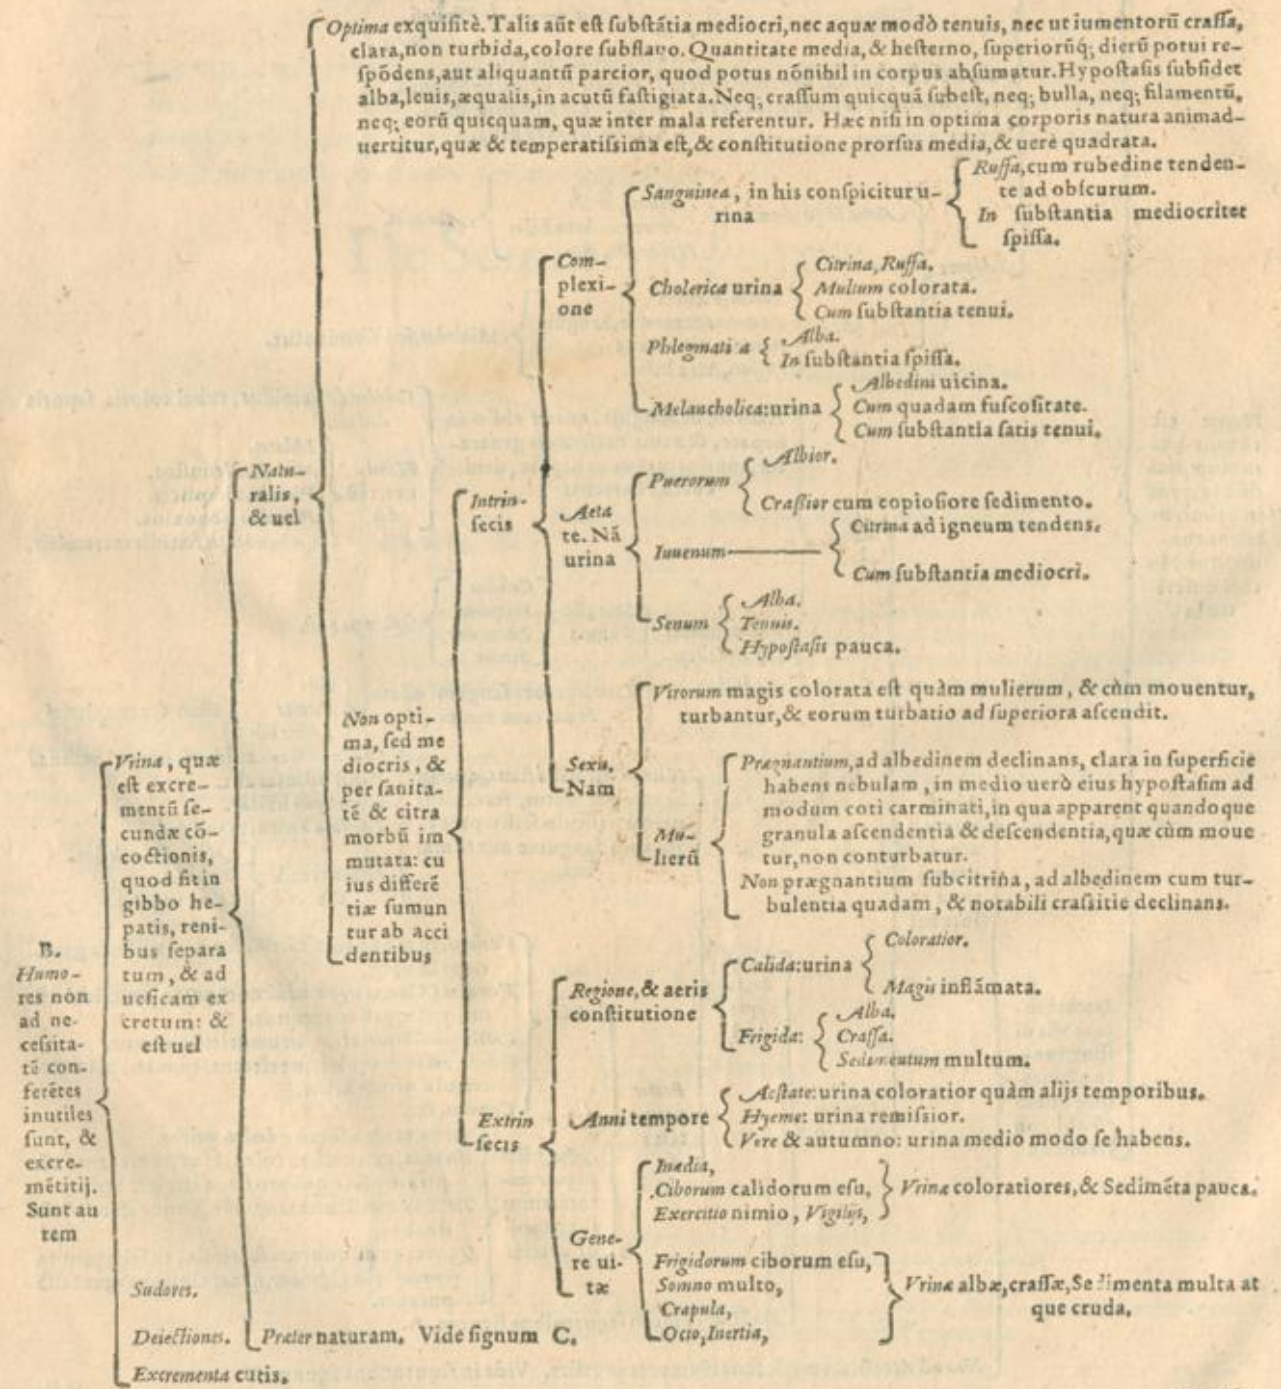 Optima exquisitè. Talis aūt est substātia mediocri, nec aquæ modò tenuis, nec ut iumentorū crassa,
clara, non turbida, colore subflavo. Quantitate media, & hesterno, superiorūq; dierū potui re-
spōdens, aut aliquantū parcior, quod potus nōnihil in corpus absumatur. Hypostasis subsidet
alba, levis, æqualis, in acutū fastigiata. Neq; crassum quicquā subest, neq; bulla, neq; filamentū,
neq; eorū quicquam, quæ inter mala referentur. Hæc nisi in optima corporis natura animad-
uertitur, quæ & temperatissima est, & constitutione prorsus media, & uerè quadrata.
Sanguinea, in his conspicitur u-
rina
Ruffa, cum rubedine tenden-
te ad obscurum.
In substantia mediocriter
spissa.
Com-
plexi-
one
Cholerica urina
Citrina, Ruffa.
Multum colorata.
Cum substantia tenui.
Phlegmati a
Alba.
In substantia spissa.
Melancholica: urina
Albedini uicina.
Cum quadam fuscositate.
Cum substantia satis tenui.
Natu-
ralis,
& uel
Intrin-
secis
Aeta
te. Nā
urina
Puerorum
Albior.
Crassior cum copiosiore sedimento.
Iuuenum
Citrina ad igneum tendens.
Cum substantia mediocri.
Senum
Alba.
Tenuis.
Hypostasis pauca.
Non opti-
ma, sed me
diocris, &
per sanita-
tē & citra
morbū im
mutata: cu
ius differē
tiæ sumun
tur ab acci
dentibus
Sexu.
Nam
Virorum magis colorata est quàm mulierum, & cùm mouentur,
turbantur, & eorum turbatio ad superiora ascendit.
Mu-
lierū
Prægnantium, ad albedinem declinans, clara in superficie
habens nebulam, in medio uerò eius hypostasim ad
modum coti carminati, in qua apparent quandoque
granula ascendentia & descendentia, quæ cùm moue
tur, non conturbatur.
Non prægnantium subcitrina, ad albedinem cum tur-
bulentia quadam, & notabili crassitie declinans.
Vrina, quæ
est excre-
mentū se-
cundæ cō-
coctionis,
quod fit in
gibbo he-
patis, reni-
bus separa
tum, & ad
uesicam ex
cretum: &
est uel
B.
Humo-
res non
ad ne-
cessita-
tē con-
ferētes
inutiles
sunt, &
excre-
mētitij.
Sunt au
tem
Extrin
secis
Regione, & aeris
constitutione
Calida: urina
Coloratior.
Magis inflāmata.
Frigida:
Alba.
Crassa.
Sedimentum multum.
Anni tempore
Aestate: urina coloratior quàm alijs temporibus.
Hyeme: urina remissior.
Vere & autumno: urina medio modo se habens.
Gene-
re ui-
tæ
Inedia,
Ciborum calidorum esu,
Exercitio nimio, Vigilijs,
Vrinæ coloratiores, & Sedimēta pauca.
Frigidorum ciborum esu,
Somno multo,
Crapula,
Ocio, Inertia,
Vrinæ albæ, crassæ, Sedimenta multa at
que cruda.
Sudores.
Deiectiones.
Præter naturam. Vide signum C.
Excrementa cutis.